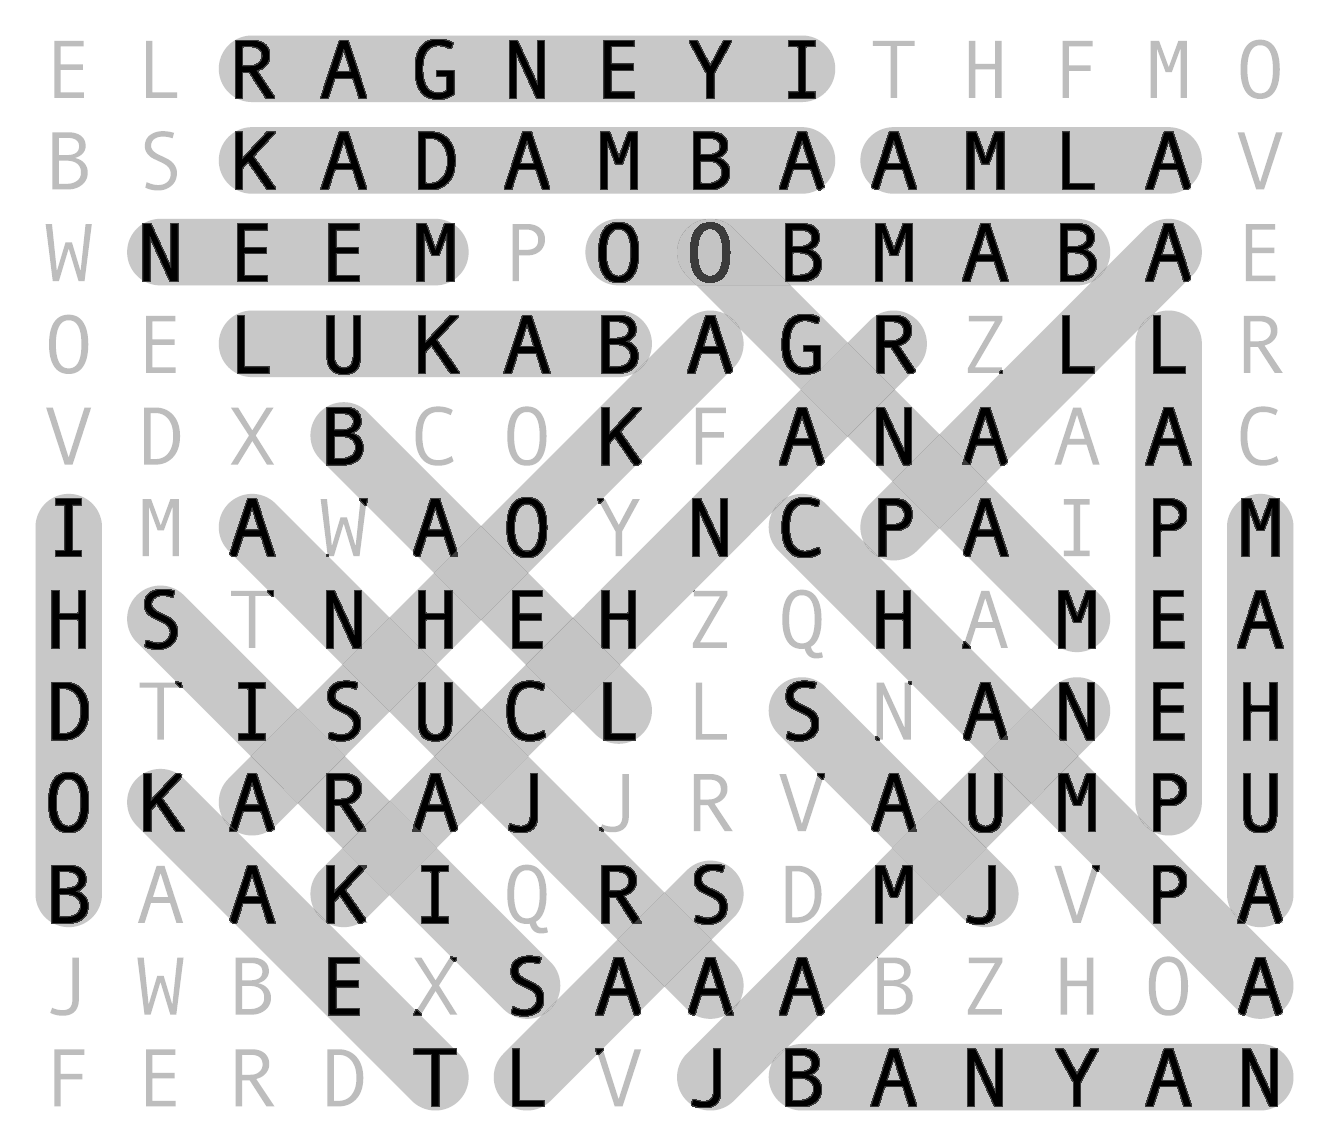 E L R A G N E Y I T H F M O
B S K A D A M B A A M L A V
W N E E M P O O B M A B A E
O E L U K A B A G R Z L L R
V D X B C O K F A N A A A C
I M A W A O Y N C P A I P M
H S T N H E H Z Q H A M E A
D T I S U C L L S N A N E H
O K A R A J J R V A U M P U
B A A K I Q R S D M J V P A
J W B E X S A A A B Z H O A
F E R D T L V J B A N Y A N